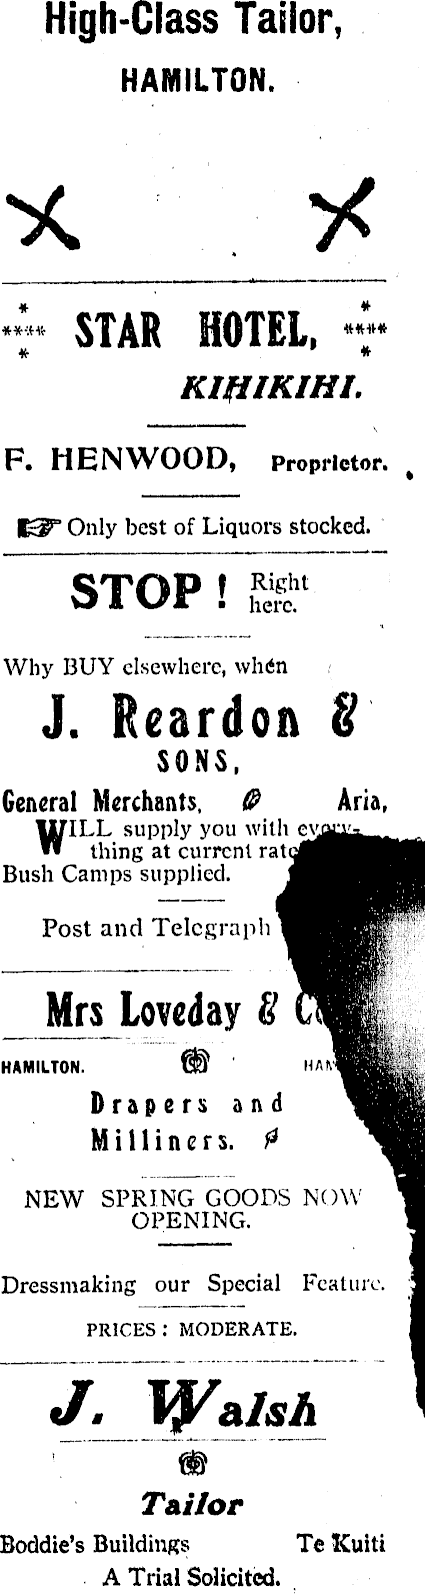 High-Class Tailor,
HAMILTON.
STAR HOTEL,
KIHIKIHI.
F. HENWOOD, Proprietor.
Only best of Liquors stocked.
STOP! Right
here.
Why BUY elsewhere, when
J. Reardon &
SONS,
General Merchants, Aria,
WILL supply you with every-
thing at current
Bush Camps supplied.
Post and Telegraph
Mrs Loveday &
HAMILTON.
Drapers and
Milliners.
NEW SPRING GOODS NOW
OPENING.
Dressmaking our Special Feature.
PRICES: MODERATE.
J. Walsh
Tailor
Boddie's Buildings Te Kuiti
A Trial Solicited.